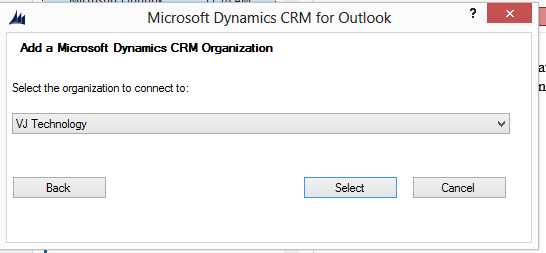 Microsoft Dynamics CRM for Outlook
?
Add a Microsoft Dynamics CRM Organization
Select the organization to connect to:
VJ Technology
Back
Select
Cancel